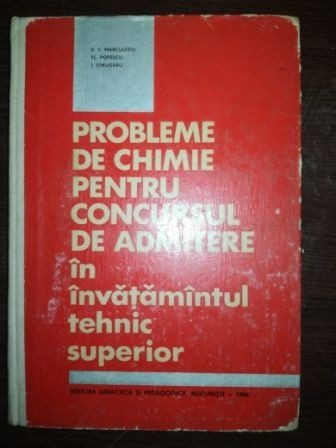 V. T. MARCULEȚIU
FL. POPESCU
I. STRUGARU
PROBLEME
DE CHIMIE
PENTRU
CONCURSUL
DE ADMITERE
în
învățămîntul
tehnic
superior
EDITURA DIDACTICĂ ȘI PEDAGOGICĂ, BUCUREȘTI – 1966